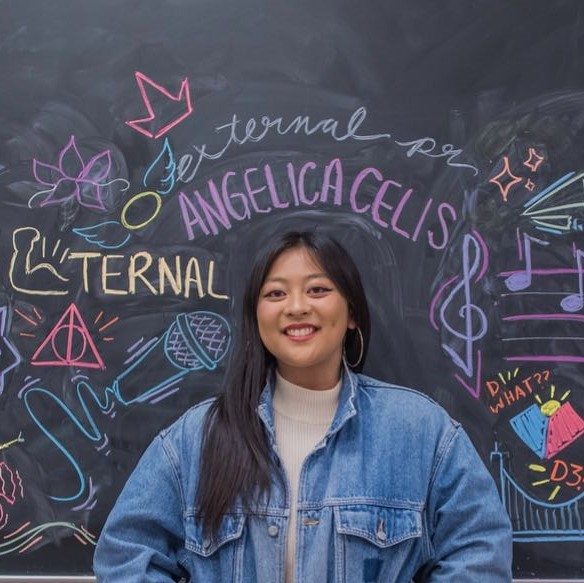 external pr
ANGELICA CELIS
TERNAL
D
WHAT??
D3,